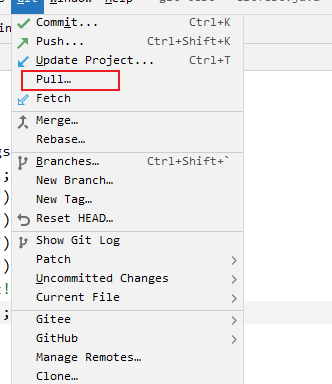 Git Window Help
Commit... Ctrl+K
Push... Ctrl+Shift+K
Update Project... Ctrl+T
Pull…
Fetch
Merge…
Rebase…
Branches… Ctrl+Shift+`
New Branch…
New Tag…
Reset HEAD…
Show Git Log
Patch
Uncommitted Changes
Current File
Gitee
GitHub
Manage Remotes…
Clone…